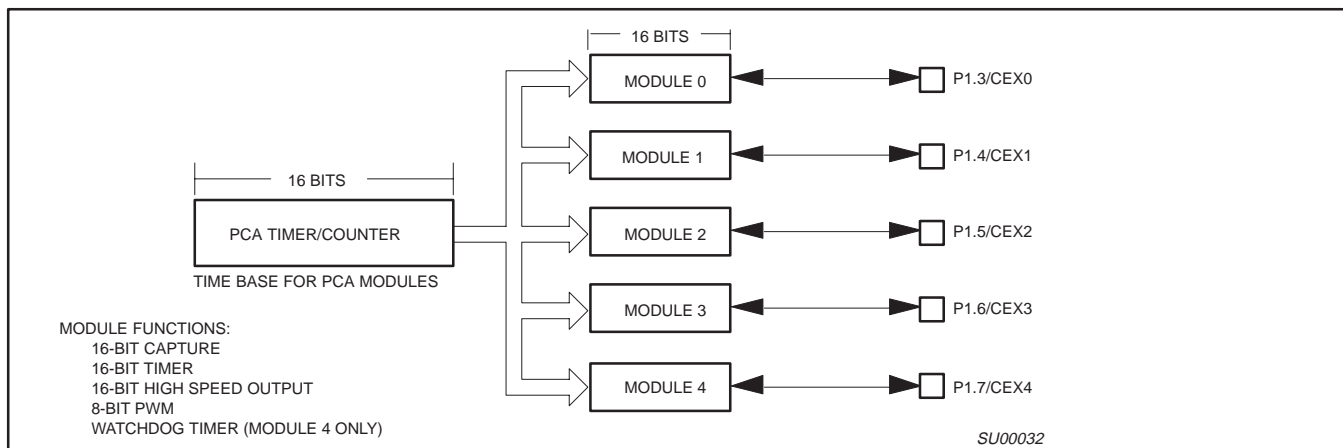 16 BITS
MODULE 0
P1.3/CEX0
MODULE 1
P1.4/CEX1
16 BITS
PCA TIMER/COUNTER
MODULE 2
P1.5/CEX2
TIME BASE FOR PCA MODULES
MODULE 3
P1.6/CEX3
MODULE FUNCTIONS:
16-BIT CAPTURE
16-BIT TIMER
16-BIT HIGH SPEED OUTPUT
8-BIT PWM
WATCHDOG TIMER (MODULE 4 ONLY)
MODULE 4
P1.7/CEX4
SU00032